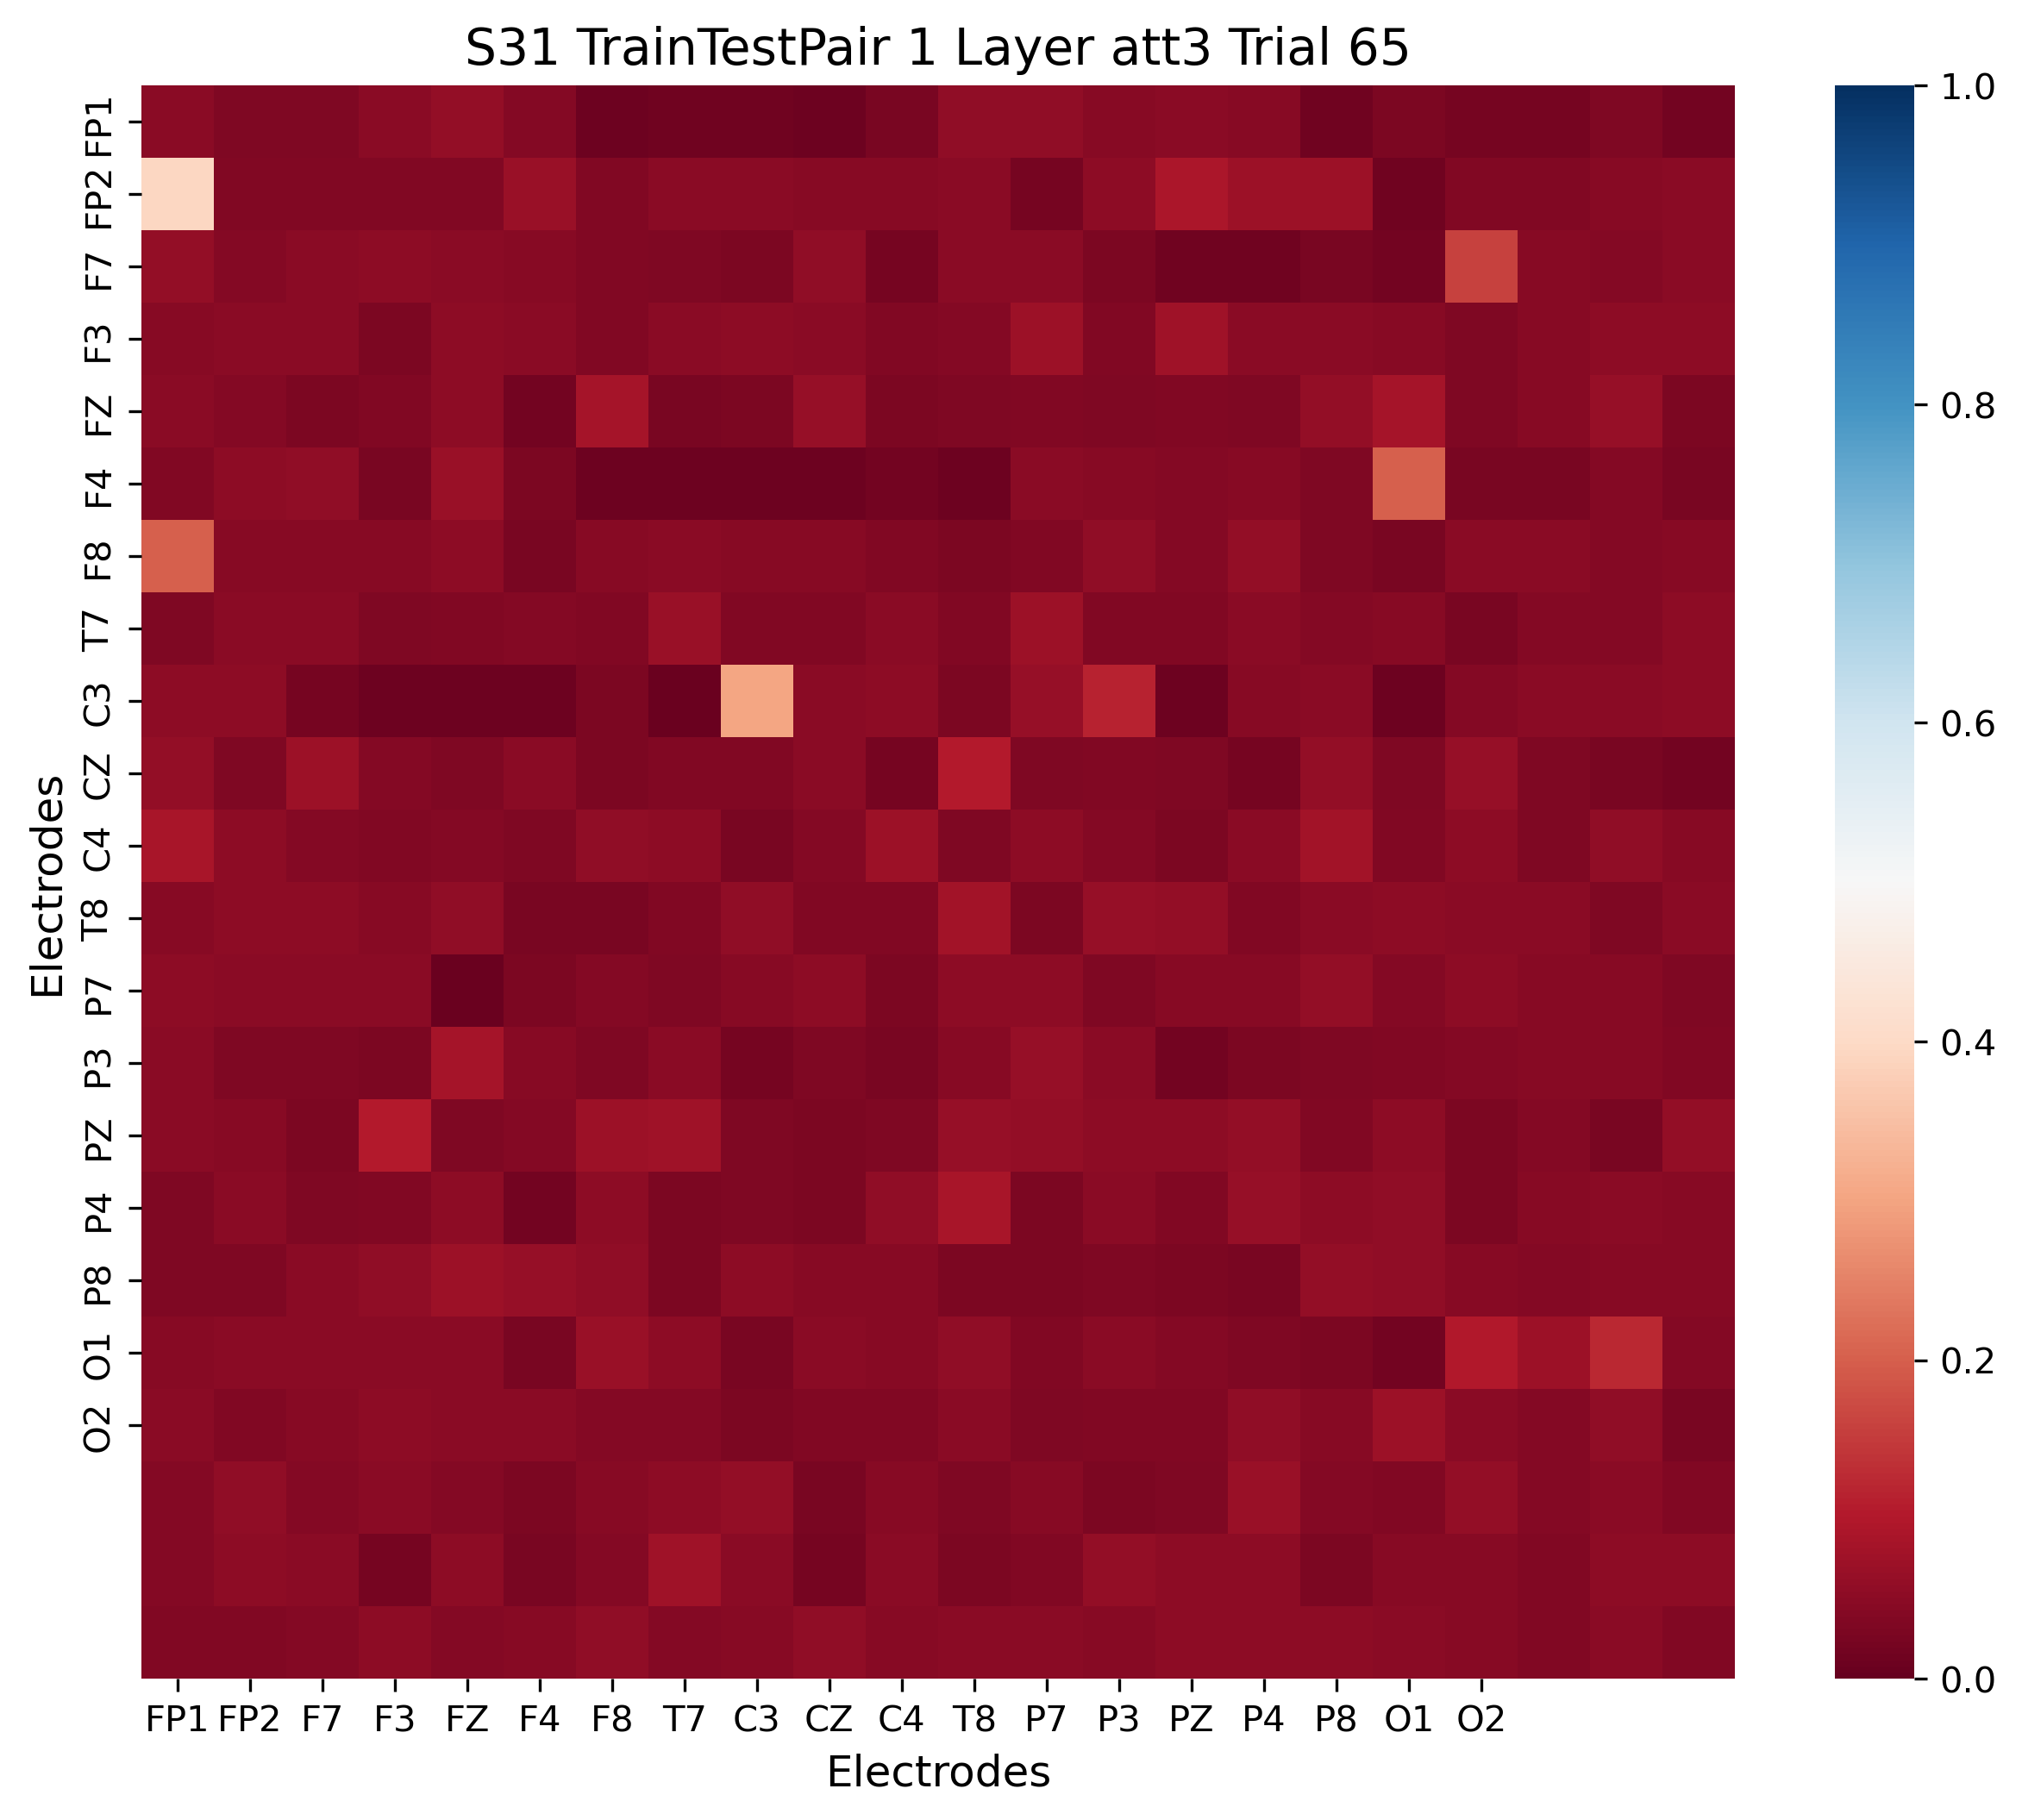 S31 TrainTestPair 1 Layer att3 Trial 65
Electrodes
FP1
FP2
F7
F3
FZ
F4
F8
T7
C3
CZ
C4
T8
P7
P3
PZ
P4
P8
O1
O2
FP1 FP2 F7 F3 FZ F4 F8 T7 C3 CZ C4 T8 P7 P3 PZ P4 P8 O1 O2
Electrodes
1.0
0.8
0.6
0.4
0.2
0.0